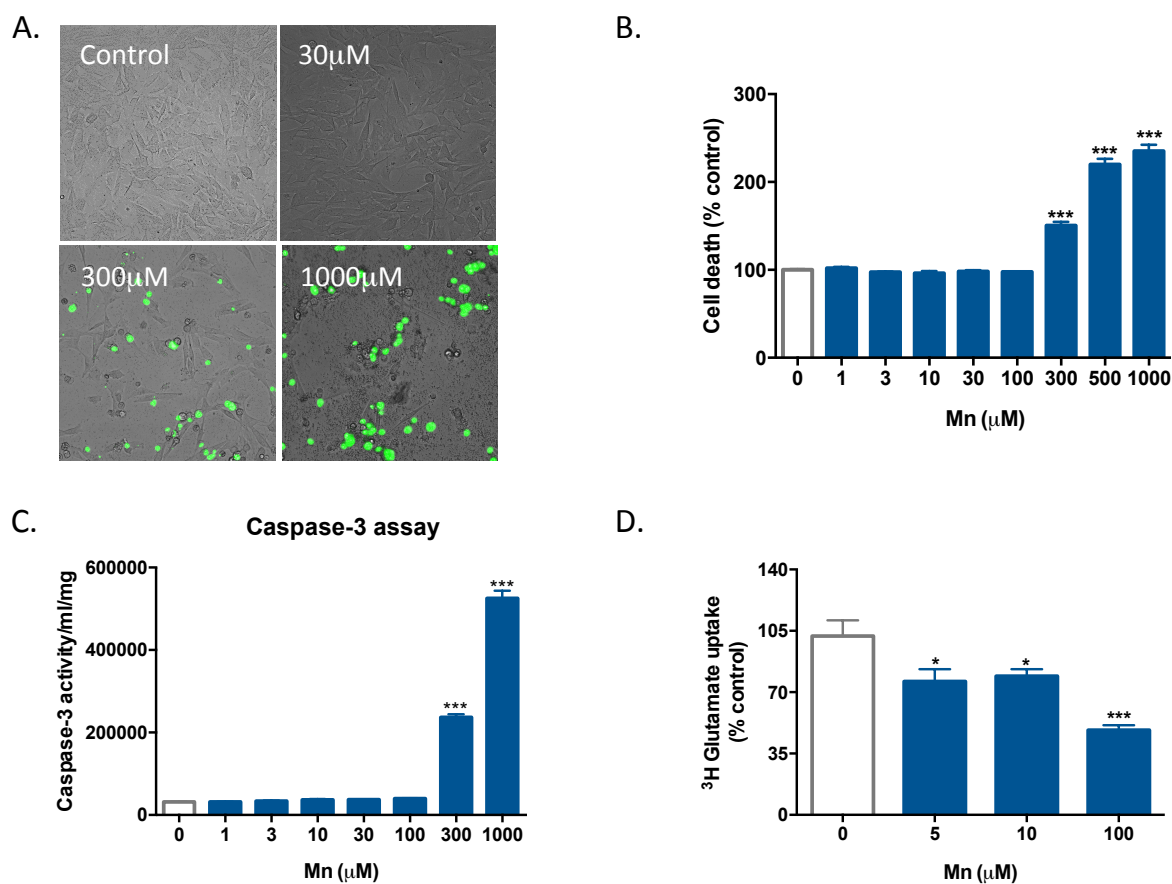 A.
Control
30μM
300μM
1000μM
B.
Cell death (% control)
300
200
100
0
*** *** ***
0 1 3 10 30 100 300 500 1000
Mn (μM)
C.
Caspase-3 assay
Caspase-3 activity/ml/mg
600000
400000
200000
0
*** ***
0 1 3 10 30 100 300 1000
Mn (μM)
D.
³H Glutamate uptake
(% control)
140
105
70
35
0
* * ***
0 5 10 100
Mn (μM)